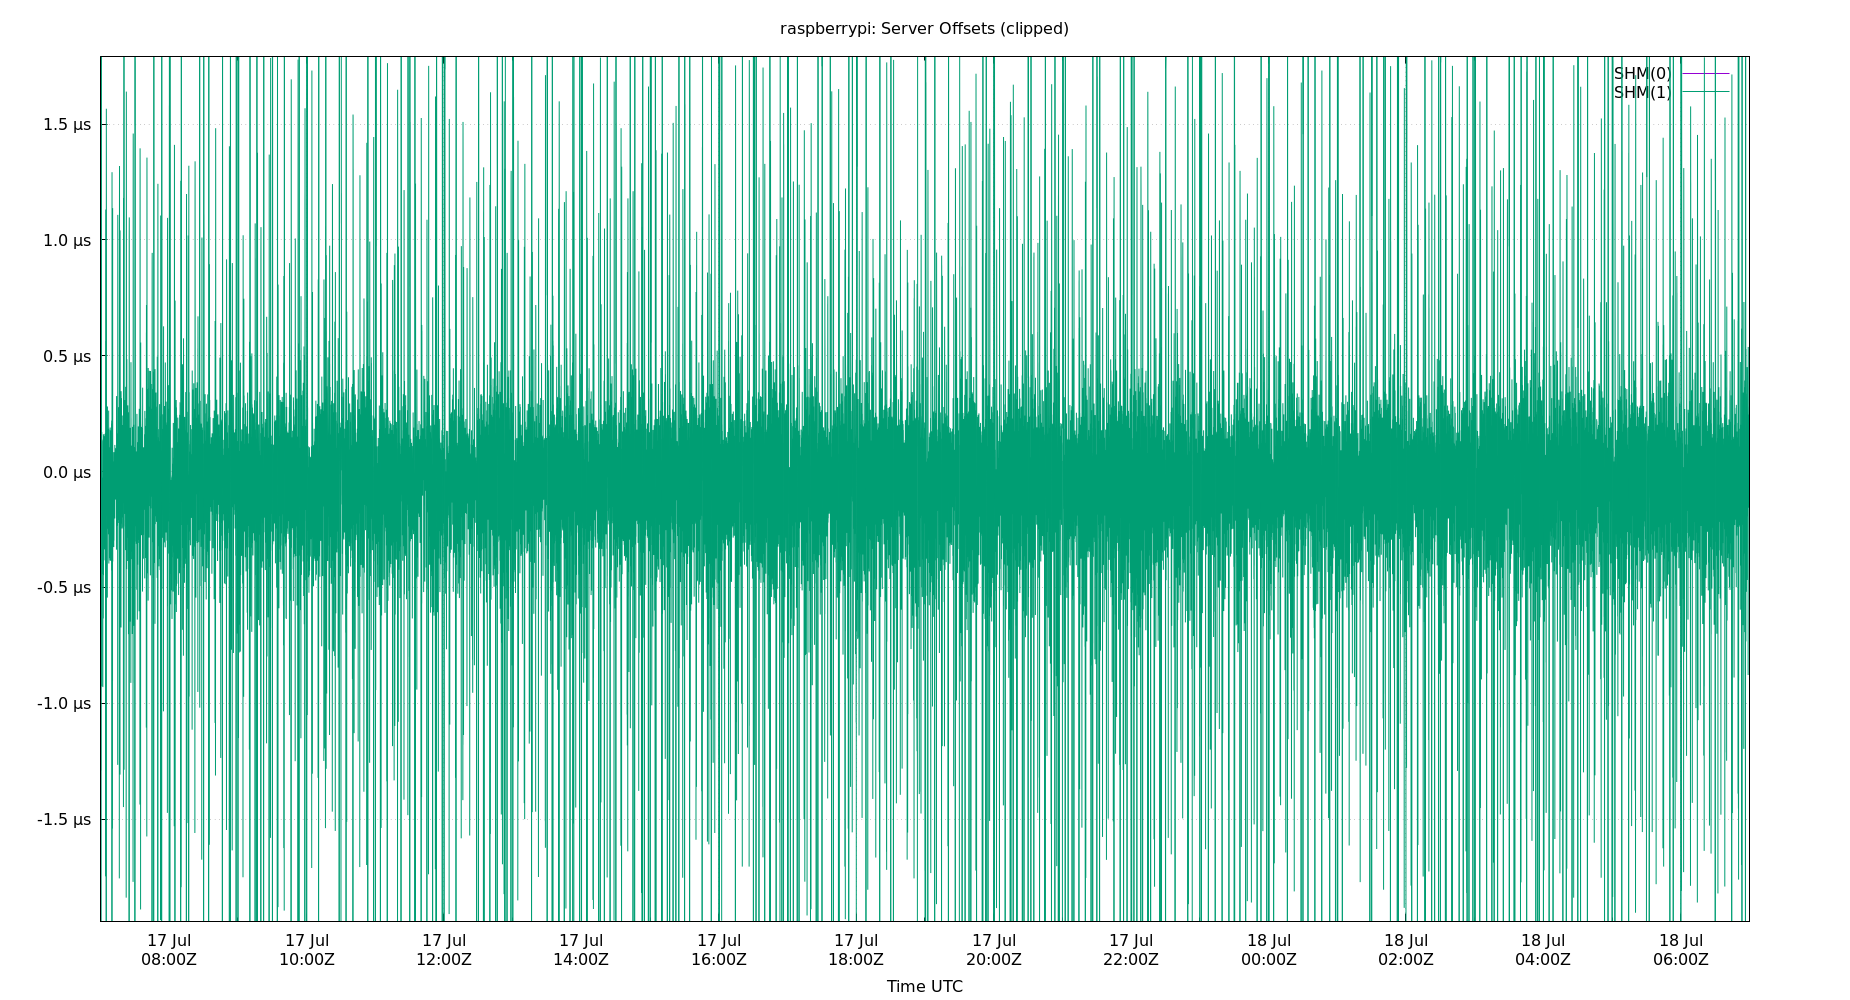 raspberrypi: Server Offsets (clipped)
SHM(0)
SHM(1)
1.5 µs
1.0 µs
0.5 µs
0.0 µs
-0.5 µs
-1.0 µs
-1.5 µs
17 Jul 17 Jul 17 Jul 17 Jul 17 Jul 17 Jul 17 Jul 17 Jul 18 Jul 18 Jul 18 Jul 18 Jul
08:00Z 10:00Z 12:00Z 14:00Z 16:00Z 18:00Z 20:00Z 22:00Z 00:00Z 02:00Z 04:00Z 06:00Z
Time UTC